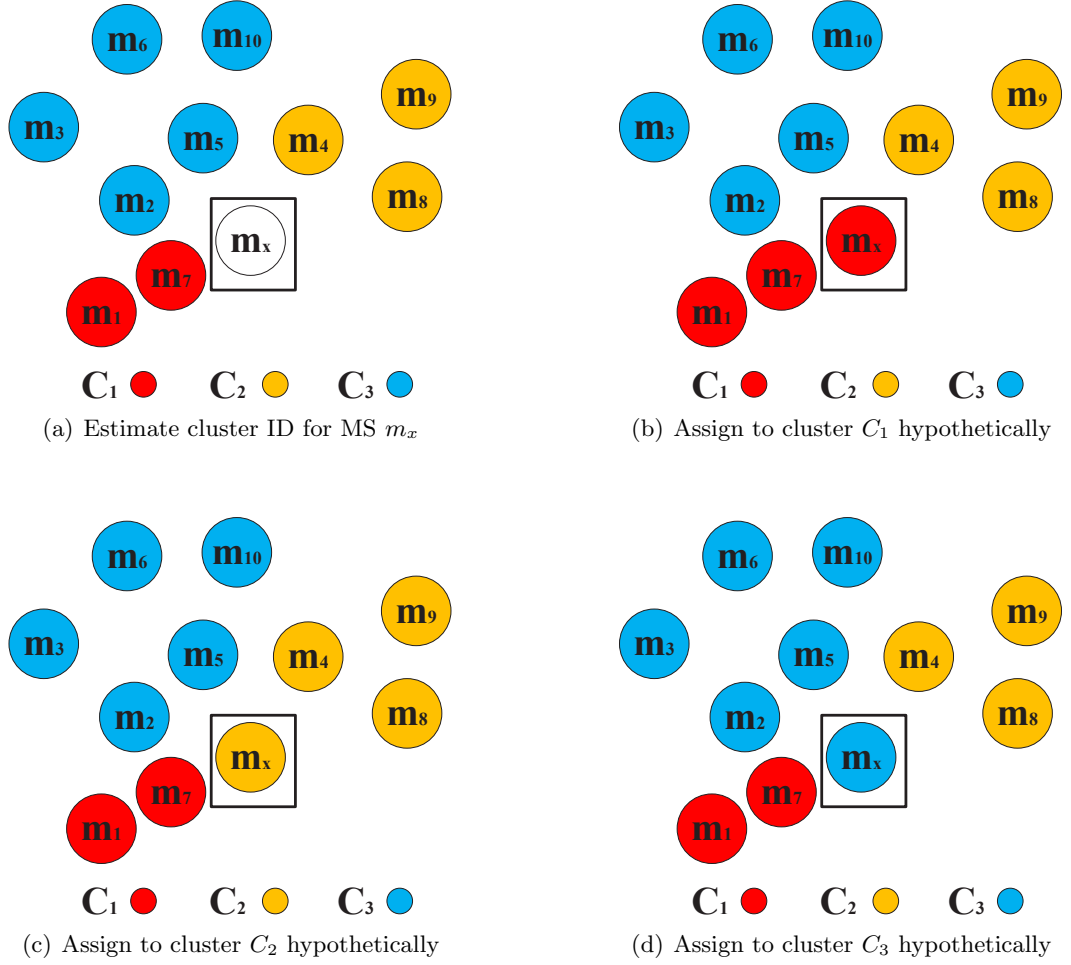 m6 m10
m9
m3 m5 m4
m2 m8
mx
m7
m1
C1 C2 C3
(a) Estimate cluster ID for MS mx
m6 m10
m9
m3 m5 m4
m2 m8
mx
m7
m1
C1 C2 C3
(b) Assign to cluster C1 hypothetically
m6 m10
m9
m3 m5 m4
m2 m8
mx
m7
m1
C1 C2 C3
(c) Assign to cluster C2 hypothetically
m6 m10
m9
m3 m5 m4
m2 m8
mx
m7
m1
C1 C2 C3
(d) Assign to cluster C3 hypothetically